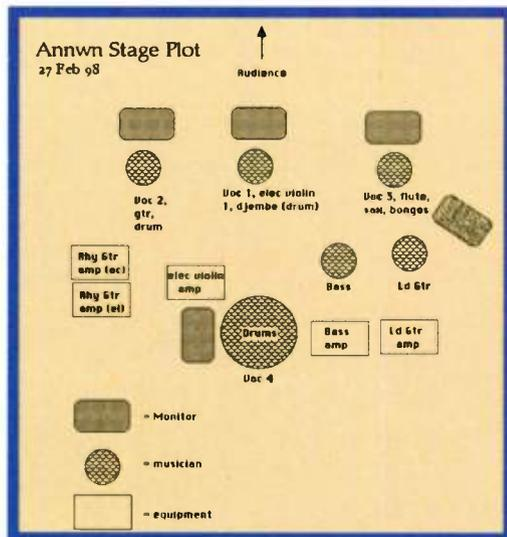 Annwn Stage Plot
27 Feb 98
Audience
Voc 2,
gtr,
drum
Voc 1, elec violin
1, djembe (drum)
Voc 3, flute,
sax, bongos
Rhy Gtr
amp (ac)
elec violin
amp
Bass
Ld Gtr
Rhy Gtr
amp (el)
Drums
Bass
amp
Ld Gtr
amp
Voc 4
= Monitor
= musician
= equipment